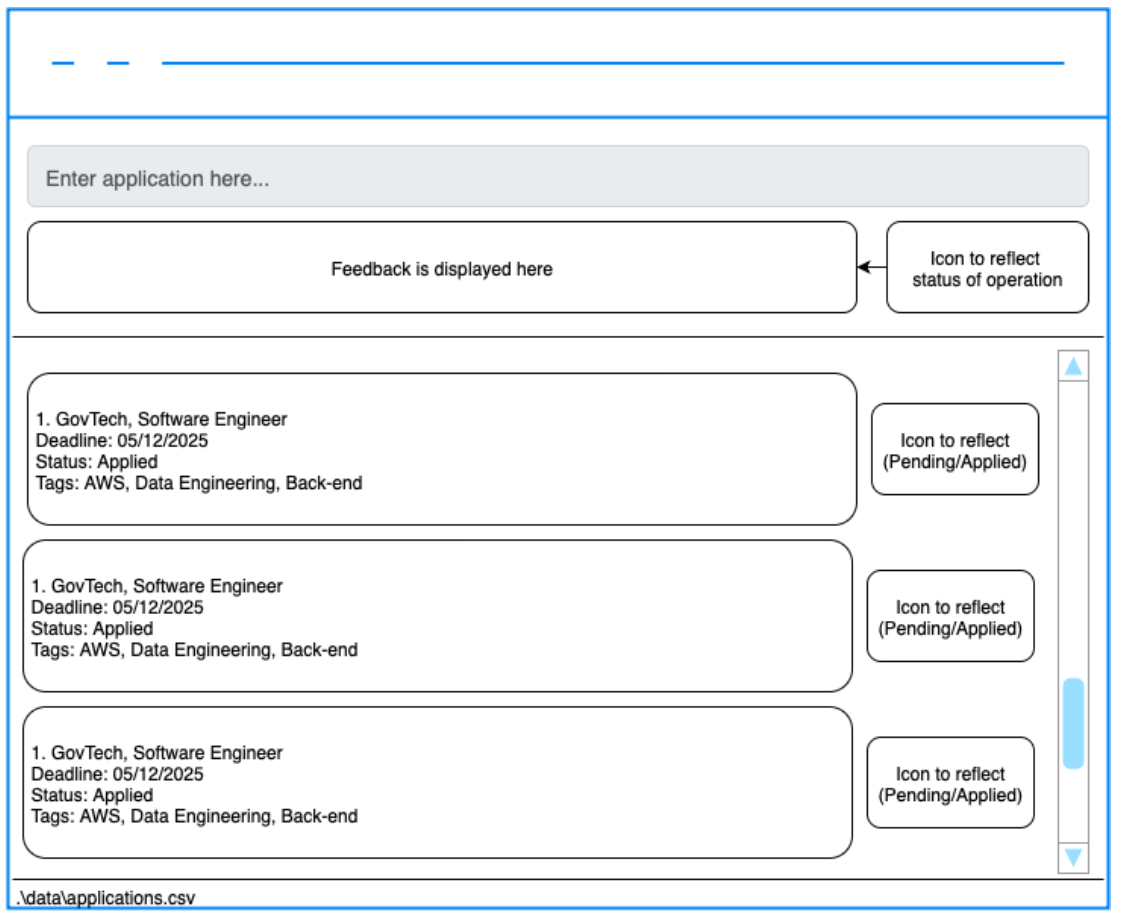 Enter application here...
Feedback is displayed here
Icon to reflect
status of operation
1. GovTech, Software Engineer
Deadline: 05/12/2025
Status: Applied
Tags: AWS, Data Engineering, Back-end
Icon to reflect
(Pending/Applied)
1. GovTech, Software Engineer
Deadline: 05/12/2025
Status: Applied
Tags: AWS, Data Engineering, Back-end
Icon to reflect
(Pending/Applied)
1. GovTech, Software Engineer
Deadline: 05/12/2025
Status: Applied
Tags: AWS, Data Engineering, Back-end
Icon to reflect
(Pending/Applied)
.\data\applications.csv